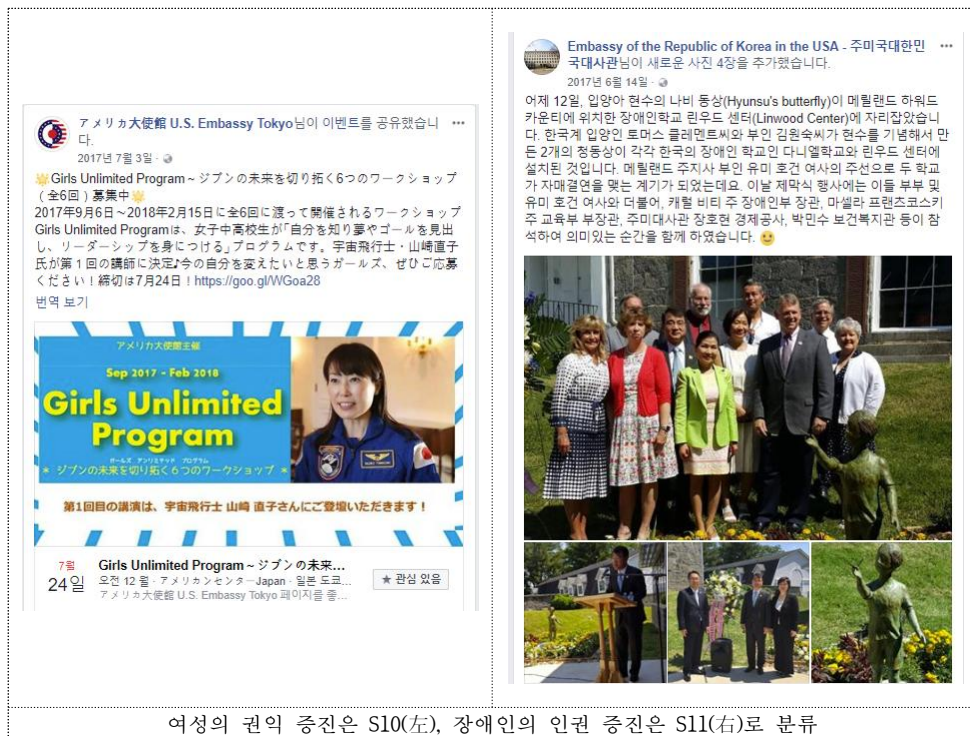 アメリカ大使館 U.S. Embassy Tokyo님이 이벤트를 공유했습니
다.
2017년 7월 3일 ·
🌟Girls Unlimited Program～ジブンの未来を切り拓く6つのワークショップ
（全6回）募集中🌟
2017年9月6日～2018年2月15日に全6回に渡って開催されるワークショップ
Girls Unlimited Programは、女子中高校生が「自分を知り夢やゴールを見出
し、リーダーシップを身につける」プログラムです。宇宙飛行士・山崎直子
氏が第１回の講師に決定♪今の自分を変えたいと思うガールズ、ぜひご応募
ください！締切は7月24日！https://goo.gl/WGoa28
번역 보기
アメリカ大使館主催
Sep 2017 - Feb 2018
Girls Unlimited
Program
ガールズ アンリミテッド プログラム
* ジブンの未来を切り拓く6つのワークショップ *
第1回目の講演は、宇宙飛行士 山崎 直子さんにご登壇いただきます！
7월
24일
Girls Unlimited Program～ジブンの未来...
오전 12 월 · アメリカンセンターJapan · 일본 도쿄...
アメリカ大使館 U.S. Embassy Tokyo 페이지를 좋...
★ 관심 있음
Embassy of the Republic of Korea in the USA - 주미국대한민
국대사관님이 새로운 사진 4장을 추가했습니다.
2017년 6월 14일 ·
어제 12일, 입양아 현수의 나비 동상(Hyunsu's butterfly)이 메릴랜드 하워드
카운티에 위치한 장애인학교 린우드 센터(Linwood Center)에 자리잡았습니
다. 한국계 입양인 토머스 클레멘트씨와 부인 김원숙씨가 현수를 기념해서 만
든 2개의 청동상이 각각 한국의 장애인 학교인 다니엘학교와 린우드 센터에
설치된 것입니다. 메릴랜드 주지사 부인 유미 호건 여사의 주선으로 두 학교
가 자매결연을 맺는 계기가 되었는데요. 이날 제막식 행사에는 이들 부부 및
유미 호건 여사와 더불어, 캐럴 비티 주 장애인부 장관, 마셀라 프랜츠코스키
주 교육부 부장관, 주미대사관 장호현 경제공사, 박민수 보건복지관 등이 참
석하여 의미있는 순간을 함께 하였습니다. 🙂
여성의 권익 증진은 S10(左), 장애인의 인권 증진은 S11(右)로 분류